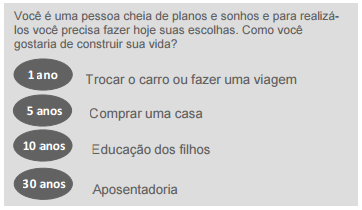 Você é uma pessoa cheia de planos e sonhos e para realizá-
los você precisa fazer hoje suas escolhas. Como você
gostaria de construir sua vida?
1 ano Trocar o carro ou fazer uma viagem
5 anos Comprar uma casa
10 anos Educação dos filhos
30 anos Aposentadoria